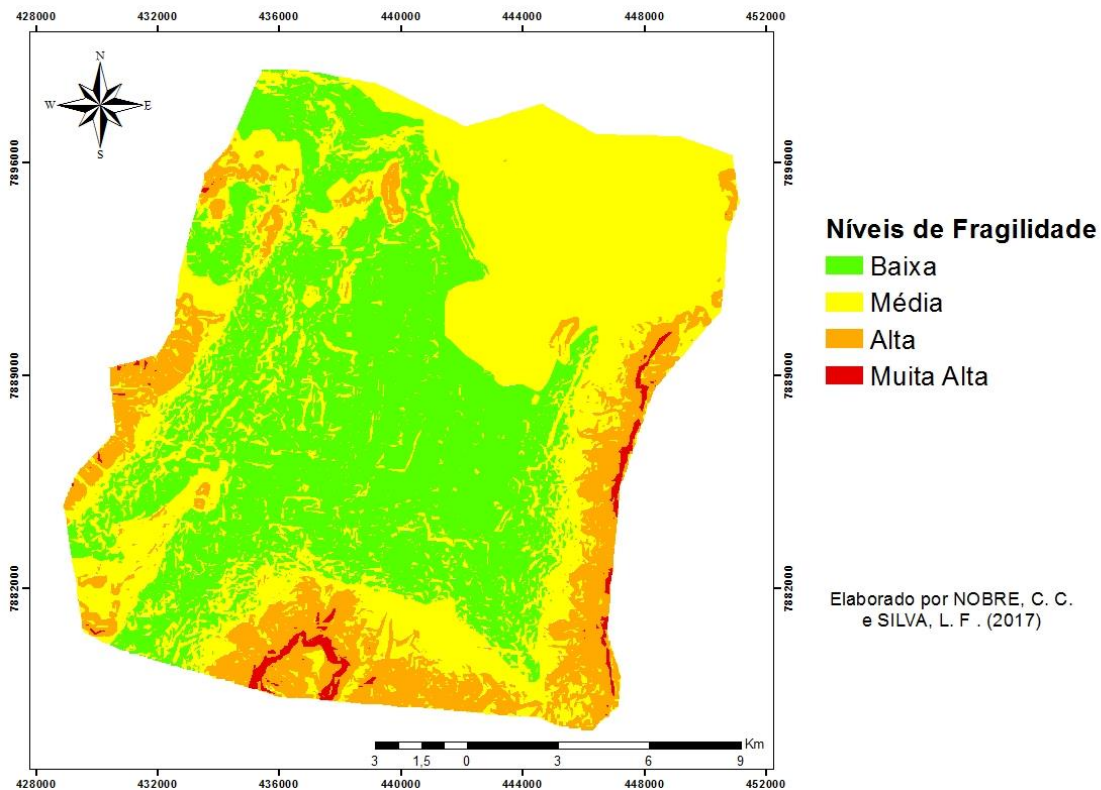 428000 432000 436000 440000 444000 448000 452000
N
W E
S
7896000 7896000
7889000 7889000
7882000 7882000
Níveis de Fragilidade
Baixa
Média
Alta
Muita Alta
Elaborado por NOBRE, C. C.
e SILVA, L. F . (2017)
Km
3 1,5 0 3 6 9
428000 432000 436000 440000 444000 448000 452000